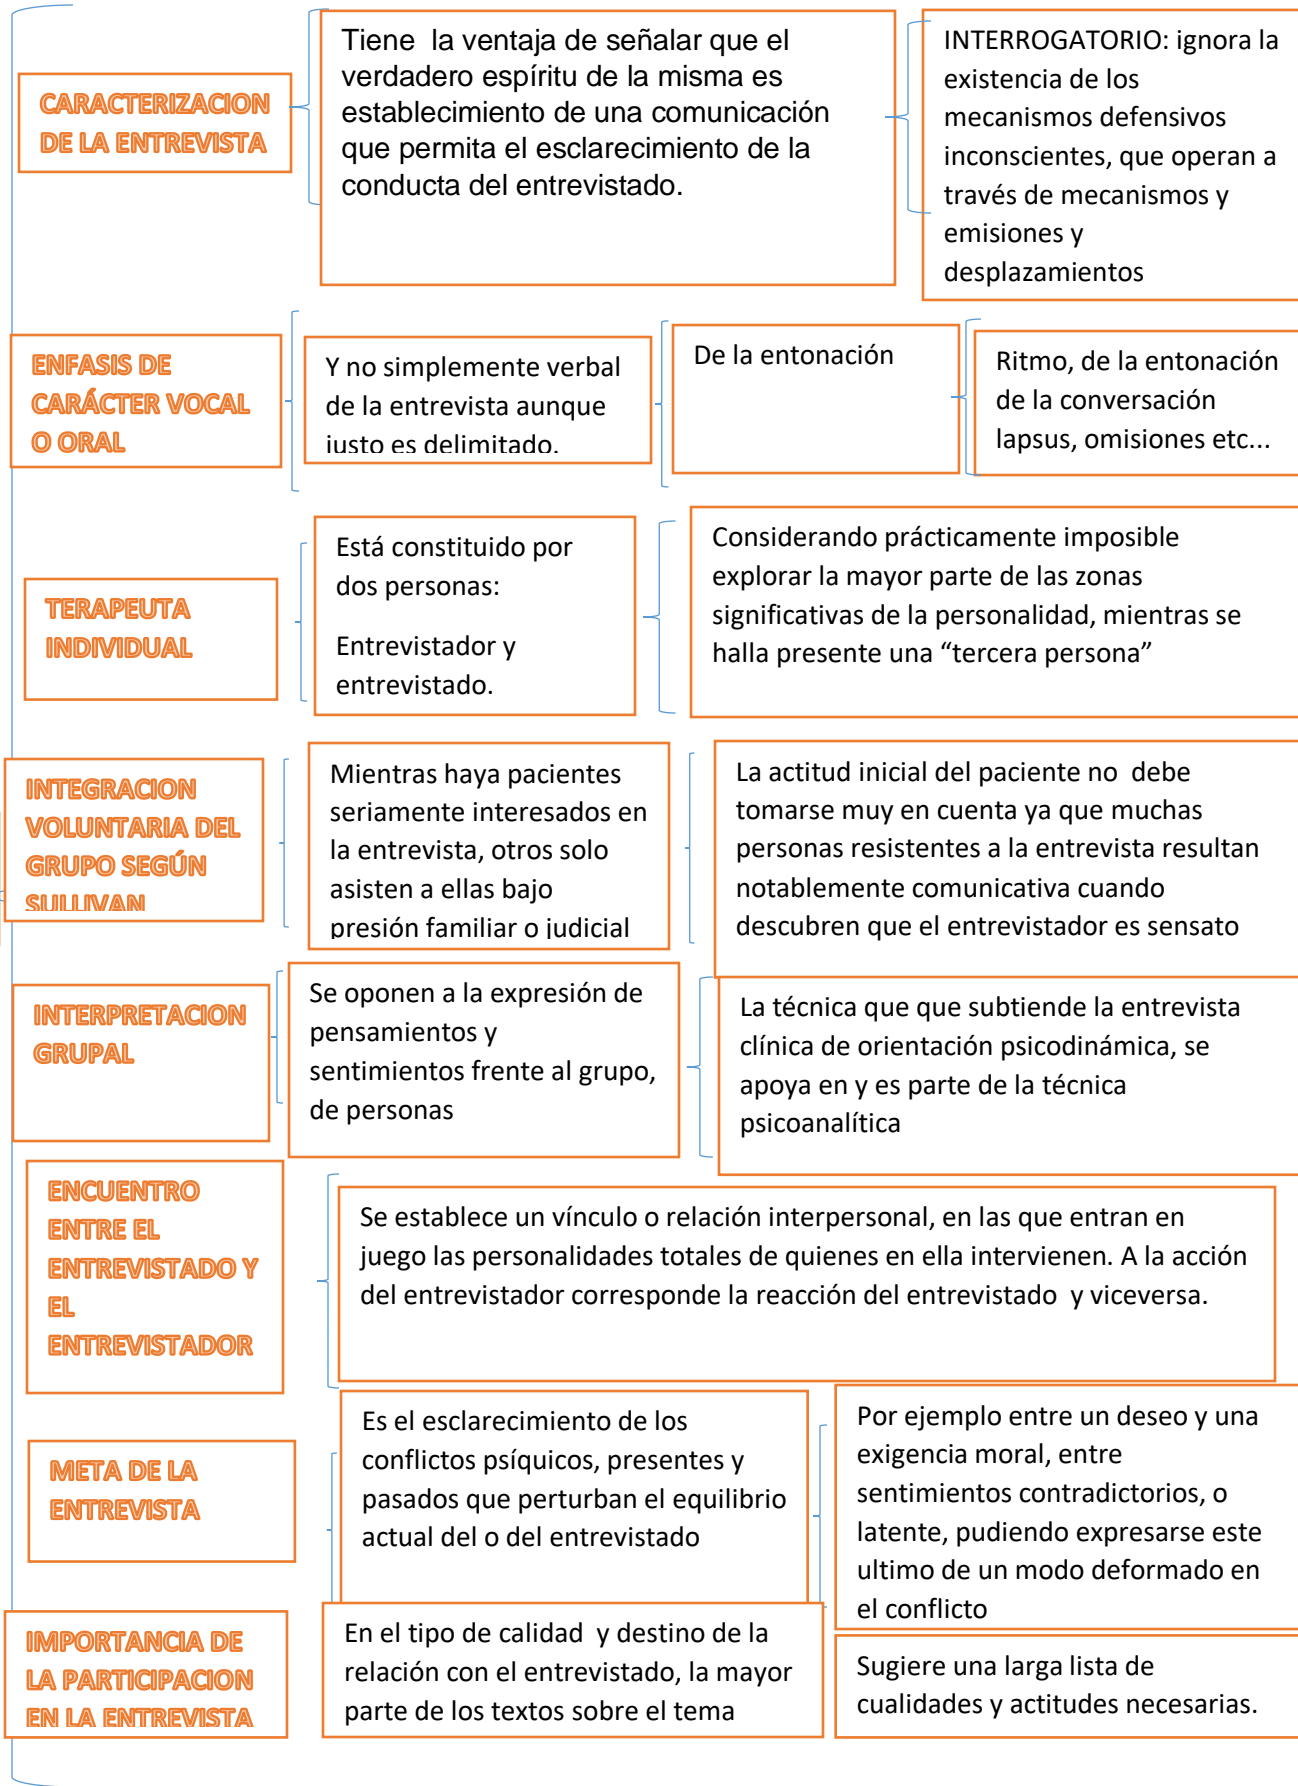 CARACTERIZACION
DE LA ENTREVISTA
Tiene  la ventaja de señalar que el
verdadero espíritu de la misma es
establecimiento de una comunicación
que permita el esclarecimiento de la
conducta del entrevistado.
INTERROGATORIO: ignora la
existencia de los
mecanismos defensivos
inconscientes, que operan a
través de mecanismos y
emisiones y
desplazamientos
ENFASIS DE
CARÁCTER VOCAL
O ORAL
Y no simplemente verbal
de la entrevista aunque
justo es delimitado.
De la entonación
Ritmo, de la entonación
de la conversación
lapsus, omisiones etc...
TERAPEUTA
INDIVIDUAL
Está constituido por
dos personas:
Entrevistador y
entrevistado.
Considerando prácticamente imposible
explorar la mayor parte de las zonas
significativas de la personalidad, mientras se
halla presente una “tercera persona”
INTEGRACION
VOLUNTARIA DEL
GRUPO SEGÚN
SULLIVAN
Mientras haya pacientes
seriamente interesados en
la entrevista, otros solo
asisten a ellas bajo
presión familiar o judicial
La actitud inicial del paciente no  debe
tomarse muy en cuenta ya que muchas
personas resistentes a la entrevista resultan
notablemente comunicativa cuando
descubren que el entrevistador es sensato
INTERPRETACION
GRUPAL
Se oponen a la expresión de
pensamientos y
sentimientos frente al grupo,
de personas
La técnica que que subtiende la entrevista
clínica de orientación psicodinámica, se
apoya en y es parte de la técnica
psicoanalítica
ENCUENTRO
ENTRE EL
ENTREVISTADO Y
EL
ENTREVISTADOR
Se establece un vínculo o relación interpersonal, en las que entran en
juego las personalidades totales de quienes en ella intervienen. A la acción
del entrevistador corresponde la reacción del entrevistado  y viceversa.
META DE LA
ENTREVISTA
Es el esclarecimiento de los
conflictos psíquicos, presentes y
pasados que perturban el equilibrio
actual del o del entrevistado
Por ejemplo entre un deseo y una
exigencia moral, entre
sentimientos contradictorios, o
latente, pudiendo expresarse este
ultimo de un modo deformado en
el conflicto
IMPORTANCIA DE
LA PARTICIPACION
EN LA ENTREVISTA
En el tipo de calidad  y destino de la
relación con el entrevistado, la mayor
parte de los textos sobre el tema
Sugiere una larga lista de
cualidades y actitudes necesarias.